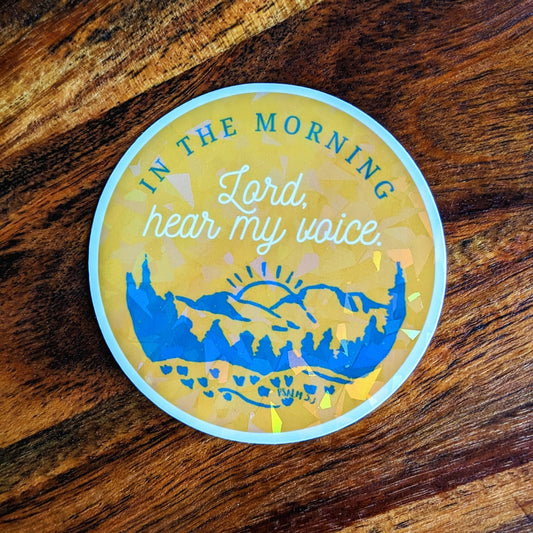 IN THE MORNING
Lord,
hear my voice.